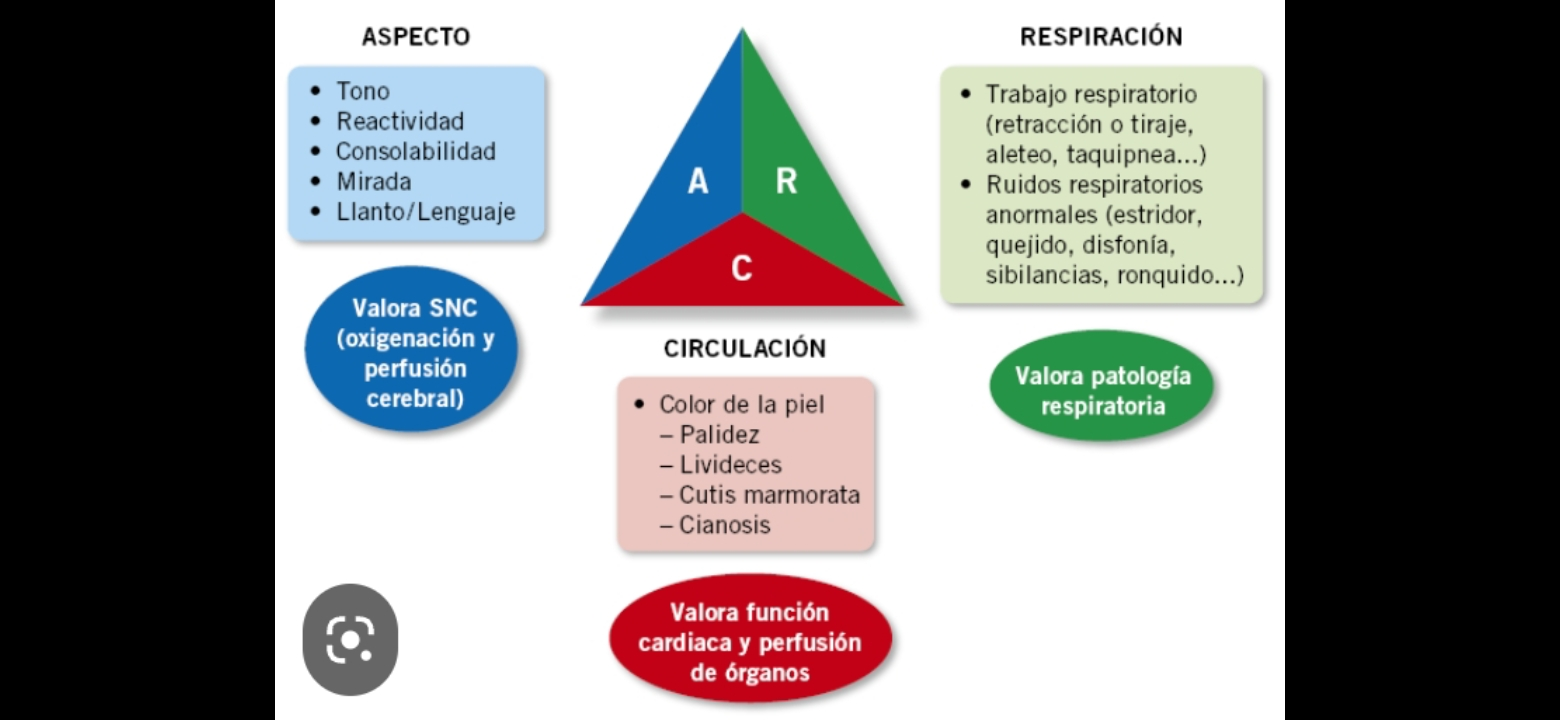 ASPECTO
• Tono
• Reactividad
• Consolabilidad
• Mirada
• Llanto/Lenguaje
Valora SNC
(oxigenación y
perfusión
cerebral)
A
R
C
RESPIRACIÓN
• Trabajo respiratorio
(retracción o tiraje,
aleteo, taquipnea...)
• Ruidos respiratorios
anormales (estridor,
quejido, disfonía,
sibilancias, ronquido...)
Valora patología
respiratoria
CIRCULACIÓN
• Color de la piel
– Palidez
– Livideces
– Cutis marmorata
– Cianosis
Valora función
cardiaca y perfusión
de órganos